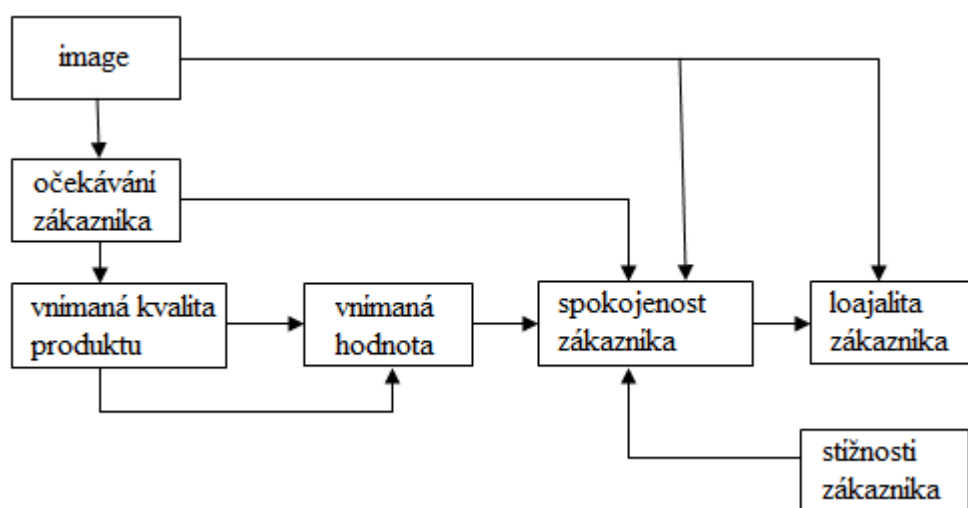 image
očekávání
zákazníka
vnímaná kvalita
produktu
vnímaná
hodnota
spokojenost
zákazníka
loajalita
zákazníka
stížnosti
zákazníka